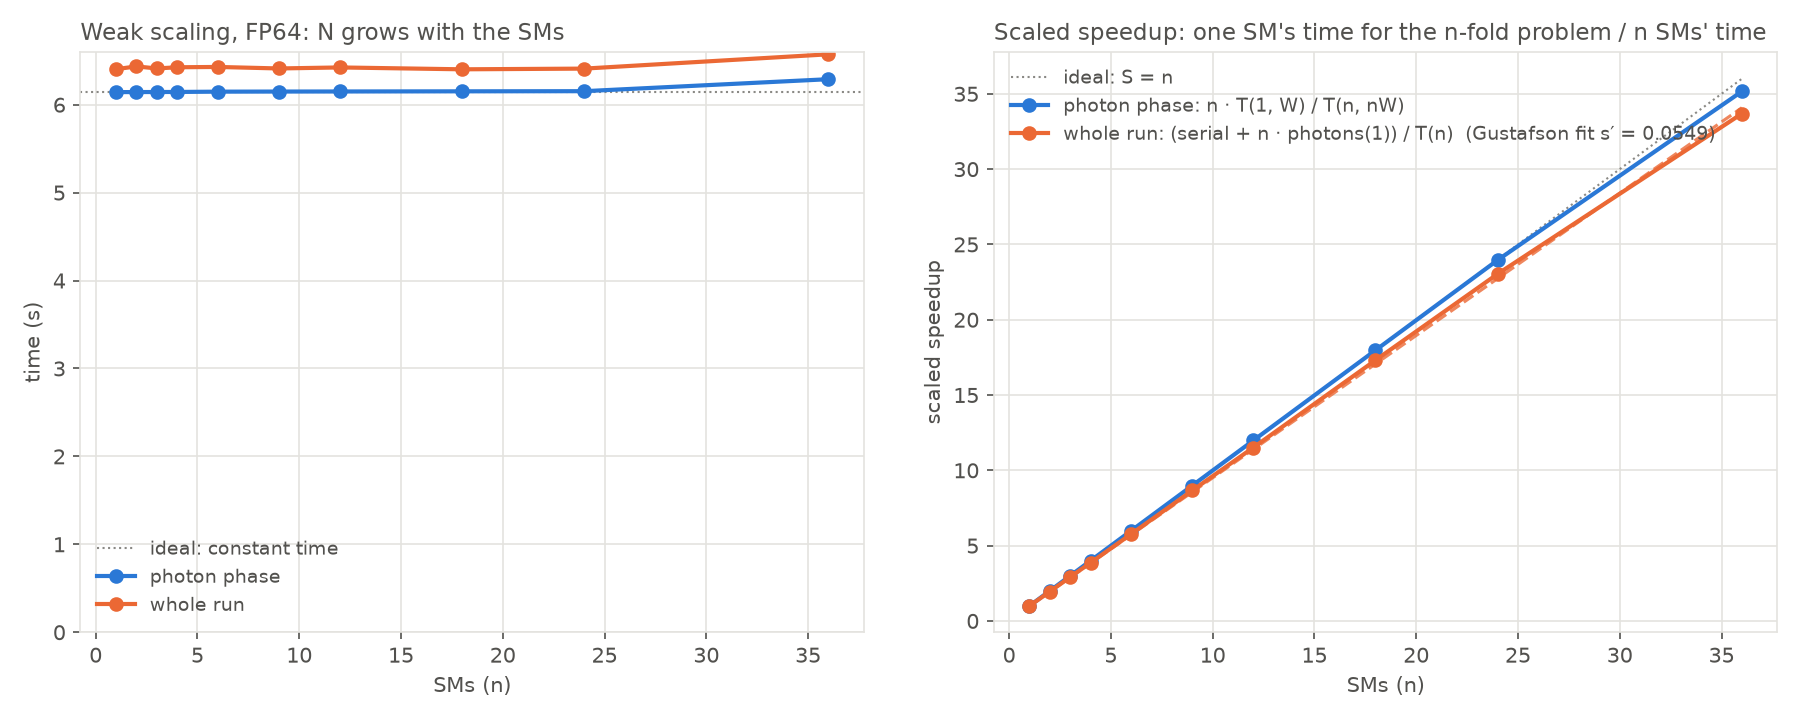 Weak scaling, FP64: N grows with the SMs
time (s)
6
5
4
3
2
1
0
ideal: constant time
photon phase
whole run
0 5 10 15 20 25 30 35
SMs (n)
Scaled speedup: one SM's time for the n-fold problem / n SMs' time
scaled speedup
35
30
25
20
15
10
5
0
ideal: S = n
photon phase: n · T(1, W) / T(n, nW)
whole run: (serial + n · photons(1)) / T(n)  (Gustafson fit s′ = 0.0549)
0 5 10 15 20 25 30 35
SMs (n)